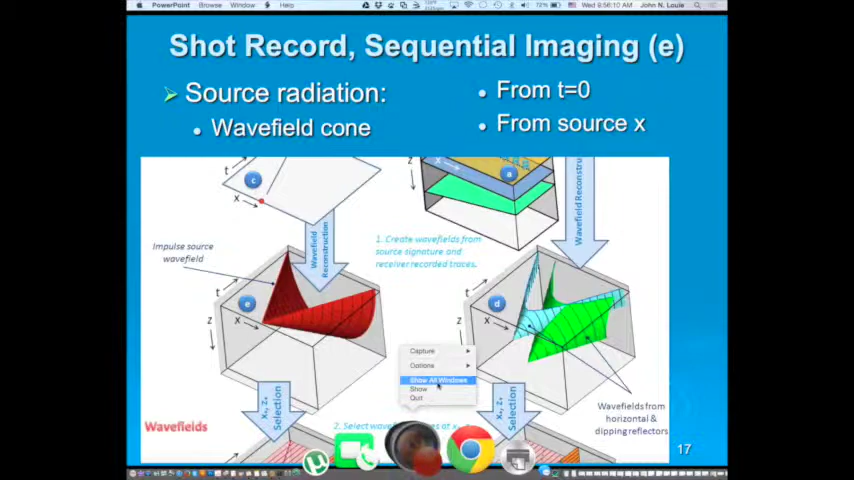 PowerPoint Browse Window Help
72% Wed 9:56:10 AM John N. Louie
Shot Record, Sequential Imaging (e)
Source radiation:
Wavefield cone
From t=0
From source x
t
c
x
Impulse source
wavefield
Wavefield
Reconstruction
t
e
x
z
x
z
a
1. Create wavefields from
source signature and
receiver recorded traces.
Wavefield Reconstruction
t
d
x
z
Capture
Options
Show All Windows
Show
Quit
Selection
Selection
Wavefields
2. Select
Wavefields from
horizontal &
dipping reflectors
17